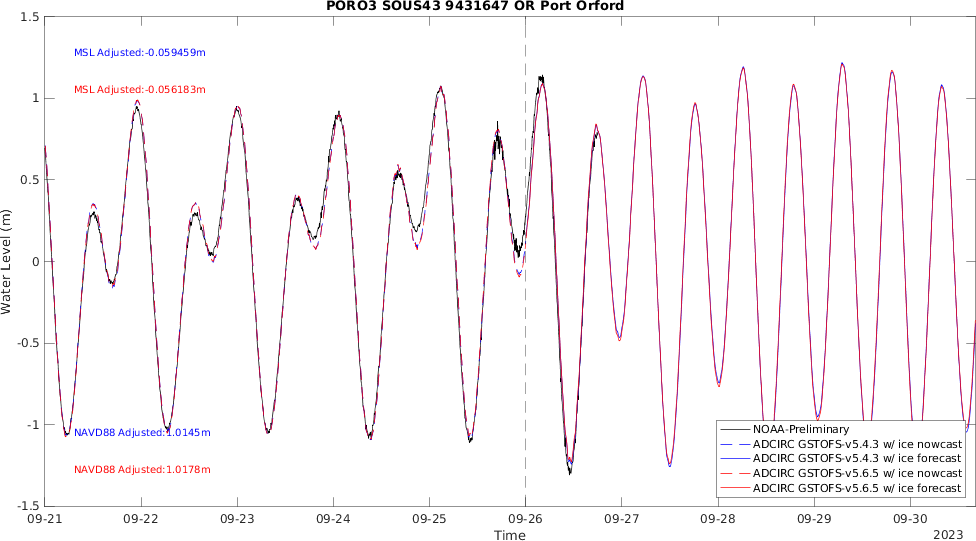 PORO3 SOUS43 9431647 OR Port Orford
1.5
MSL Adjusted:-0.059459m
MSL Adjusted:-0.056183m
1
0.5
Water Level (m)
0
-0.5
-1
NAVD88 Adjusted:1.0145m
NAVD88 Adjusted:1.0178m
NOAA-Preliminary
ADCIRC GSTOFS-v5.4.3 w/ ice nowcast
ADCIRC GSTOFS-v5.4.3 w/ ice forecast
ADCIRC GSTOFS-v5.6.5 w/ ice nowcast
ADCIRC GSTOFS-v5.6.5 w/ ice forecast
-1.5
09-21 09-22 09-23 09-24 09-25 09-26 09-27 09-28 09-29 09-30
Time
2023